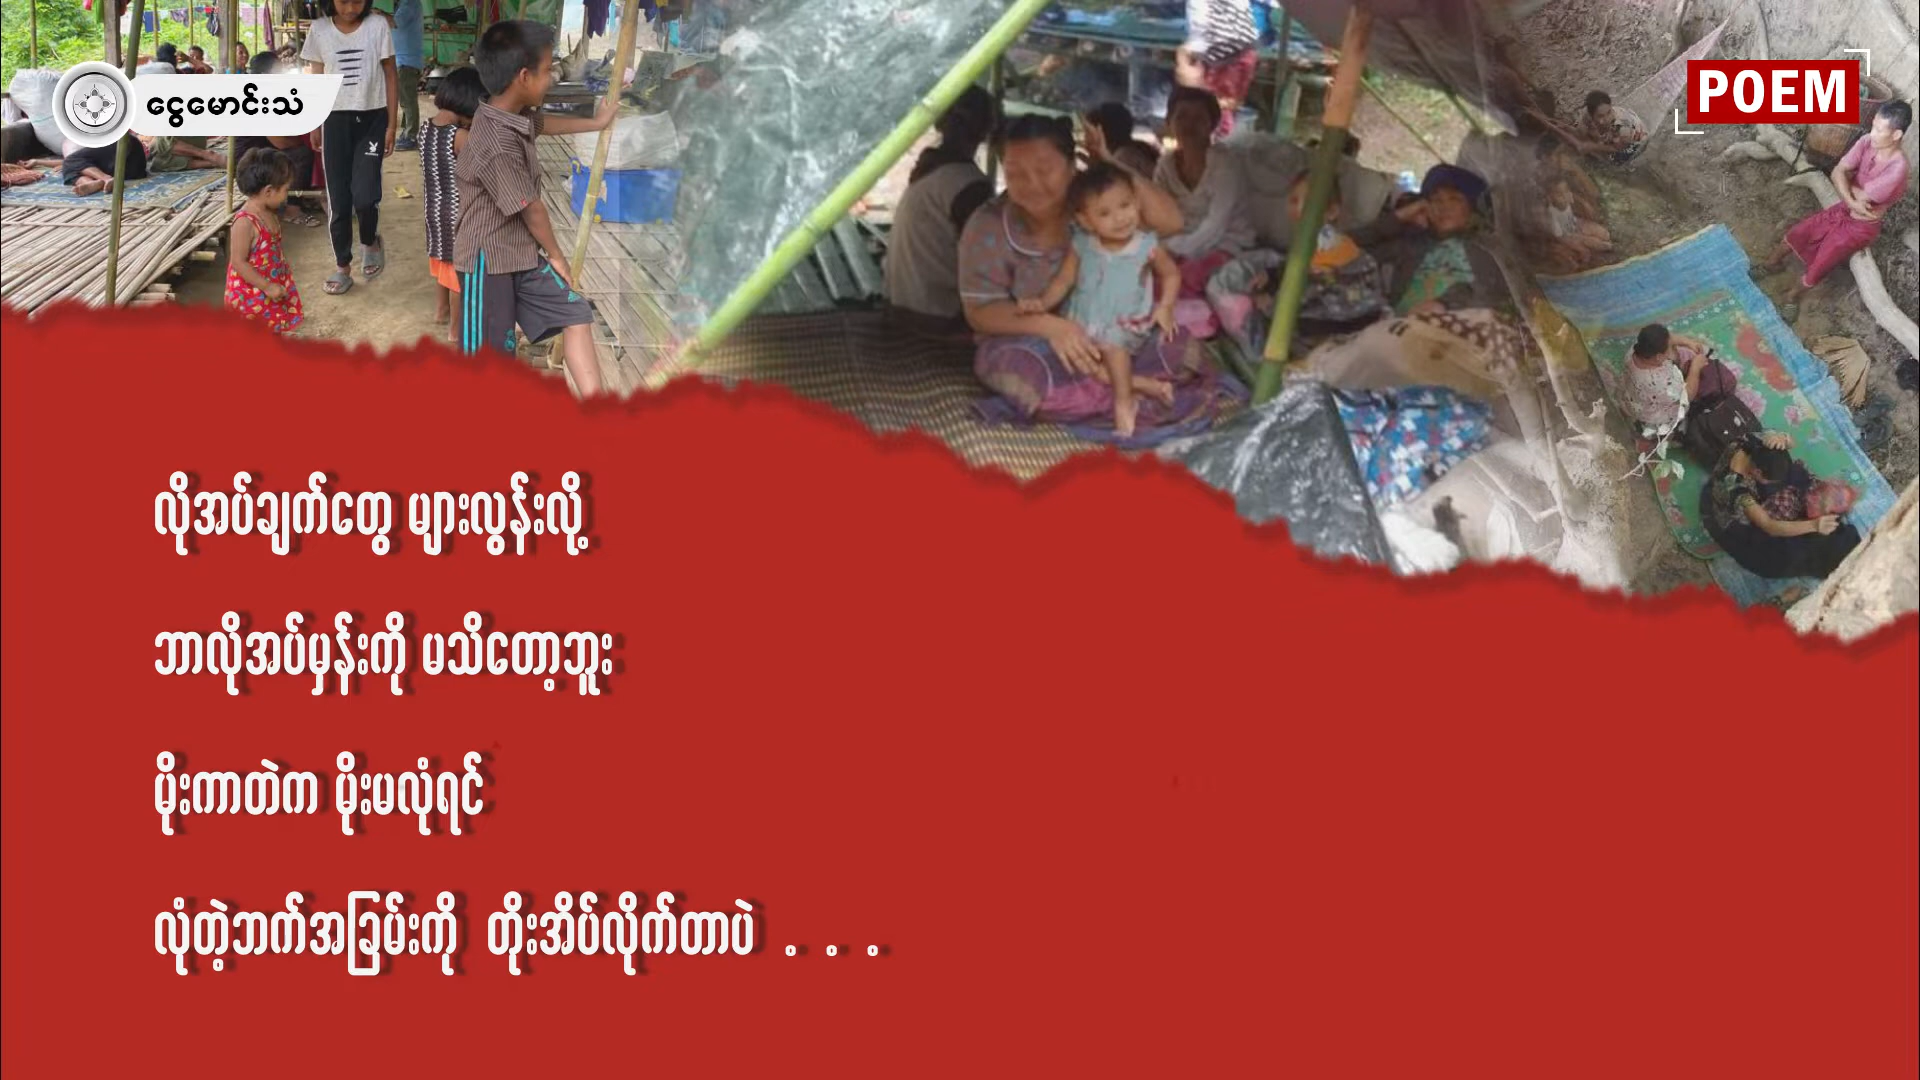 ငွေမောင်းသံ
POEM
လိုအပ်ချက်တွေ များလွန်းလို့
ဘာလိုအပ်မှန်းကို မသိတော့ဘူး
မိုးကာတဲက မိုးမလုံရင်
လုံတဲ့ဘက်အခြမ်းကို တိုးအိပ်လိုက်တာပဲ . . .